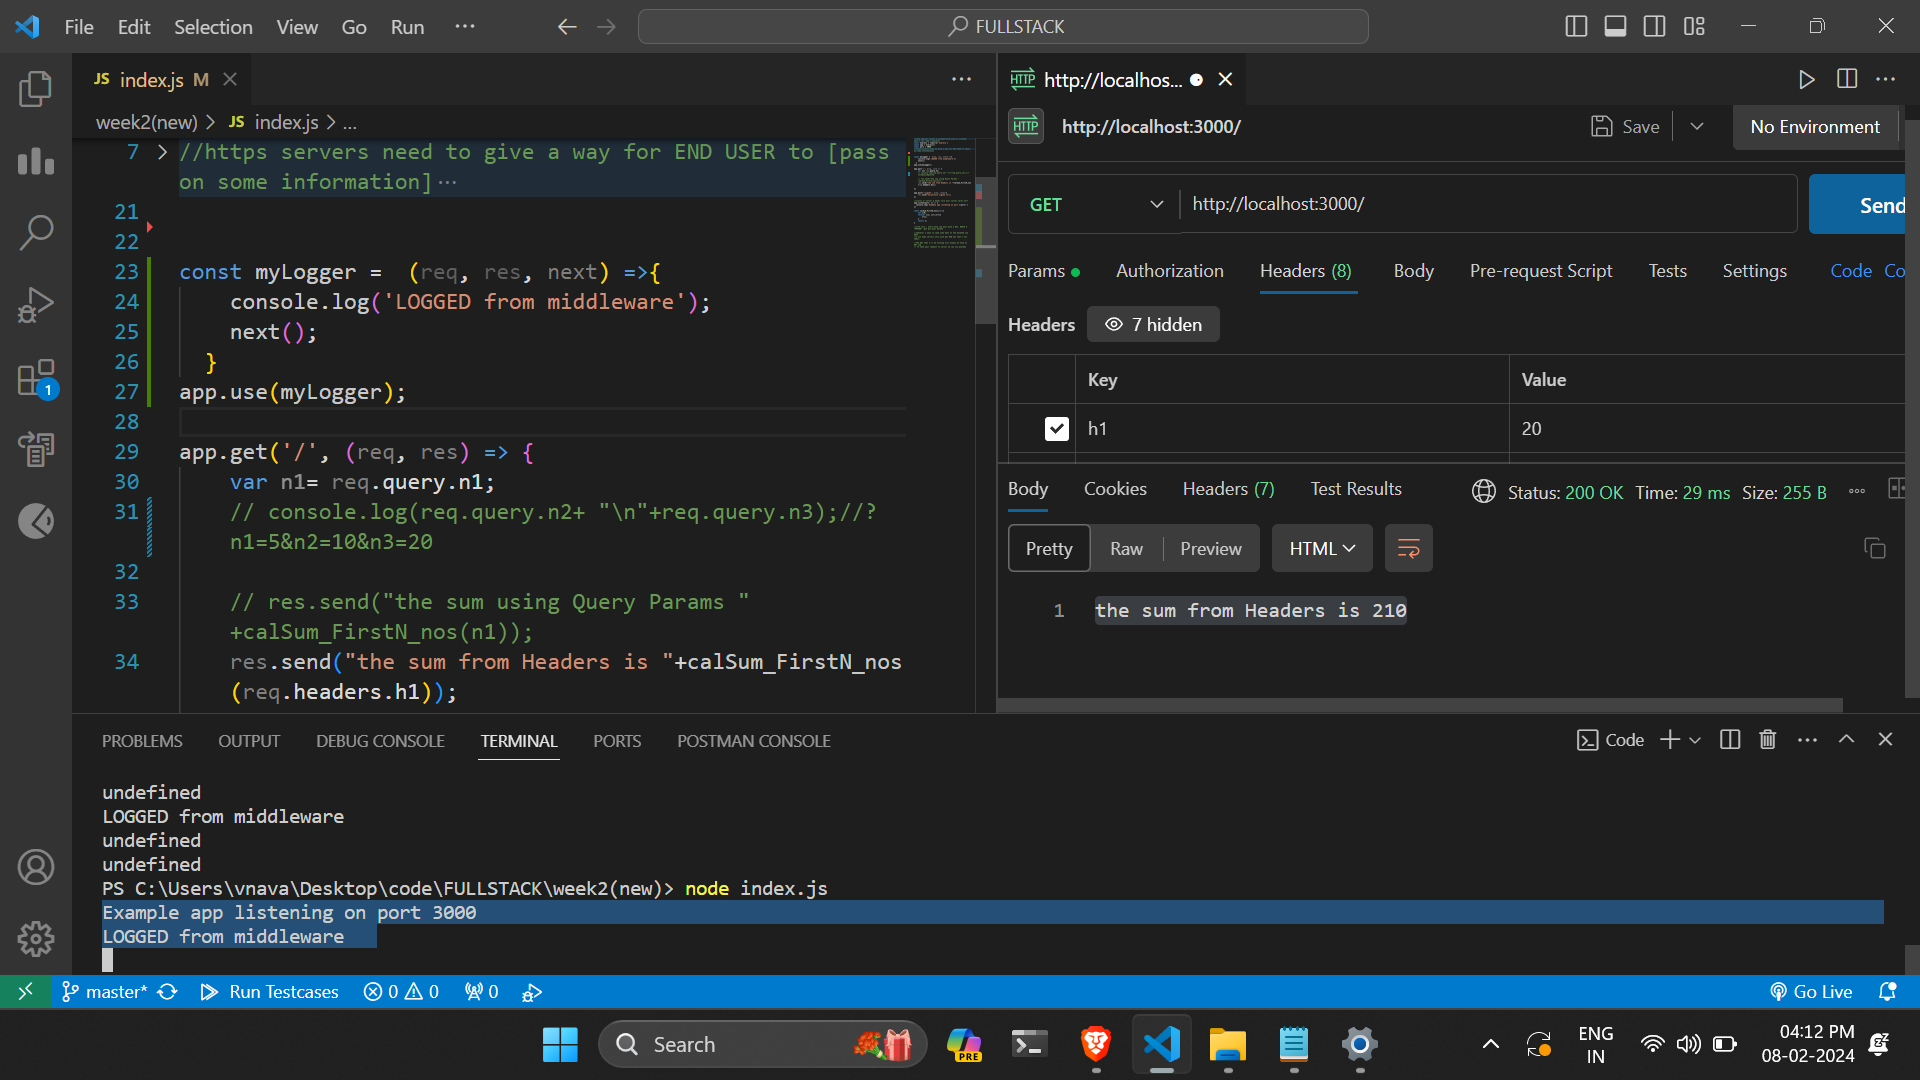 File Edit Selection View Go Run ···
FULLSTACK
JS index.js M
week2(new) > JS index.js > ...
7 > //https servers need to give a way for END USER to [pass
on some information]···
21
22
23 const myLogger =  (req, res, next) =>{
24 console.log('LOGGED from middleware');
25 next();
26 }
27 app.use(myLogger);
28
29 app.get('/', (req, res) => {
30 var n1= req.query.n1;
31 // console.log(req.query.n2+ "\n"+req.query.n3);//?
n1=5&n2=10&n3=20
32
33 // res.send("the sum using Query Params "
+calSum_FirstN_nos(n1));
34 res.send("the sum from Headers is "+calSum_FirstN_nos
(req.headers.h1));
HTTP http://localhos...
HTTP http://localhost:3000/
Save
No Environment
GET http://localhost:3000/
Send
Params Authorization Headers (8) Body Pre-request Script Tests Settings Code Co
Headers 7 hidden
Key Value
h1 20
Body Cookies Headers (7) Test Results Status: 200 OK Time: 29 ms Size: 255 B
Pretty Raw Preview HTML
1 the sum from Headers is 210
PROBLEMS OUTPUT DEBUG CONSOLE TERMINAL PORTS POSTMAN CONSOLE
Code
undefined
LOGGED from middleware
undefined
undefined
PS C:\Users\vnava\Desktop\code\FULLSTACK\week2(new)> node index.js
Example app listening on port 3000
LOGGED from middleware
1
master* Run Testcases 0 0 0 Go Live
Search
PRE
ENG
IN
04:12 PM
08-02-2024